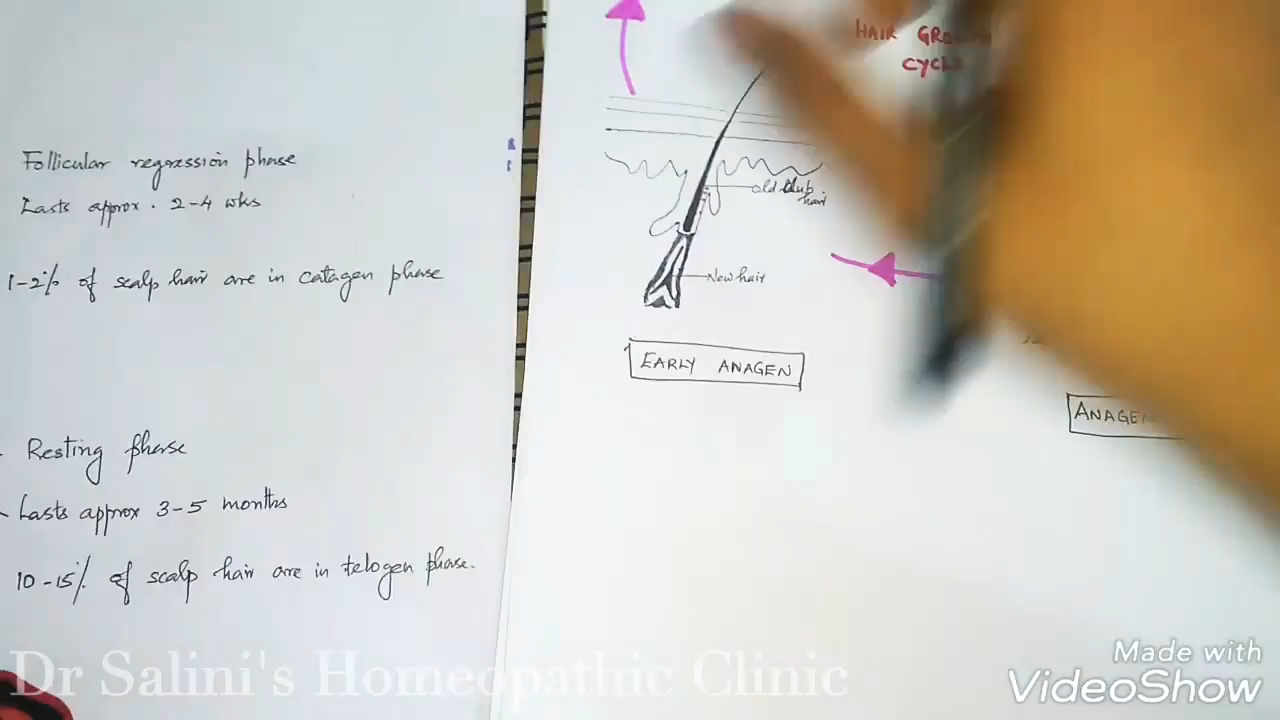 Follicular regression phase
Lasts approx. 2-4 wks
1-2% of scalp hair are in catagen phase
Resting phase
Lasts approx 3-5 months
10-15% of scalp hair are in telogen phase.
HAIR
old club hair
New hair
EARLY ANAGEN
ANAGEN
Dr Salini's Homeopathic Clinic
Made with
VideoShow